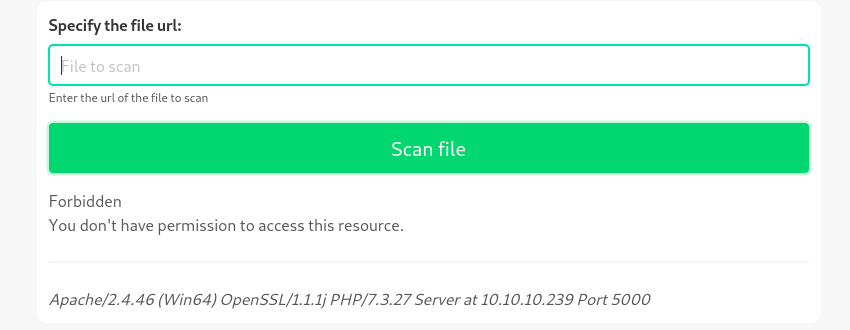 Specify the file url:
File to scan
Enter the url of the file to scan
Scan file
Forbidden
You don't have permission to access this resource.
Apache/2.4.46 (Win64) OpenSSL/1.1.1j PHP/7.3.27 Server at 10.10.10.239 Port 5000